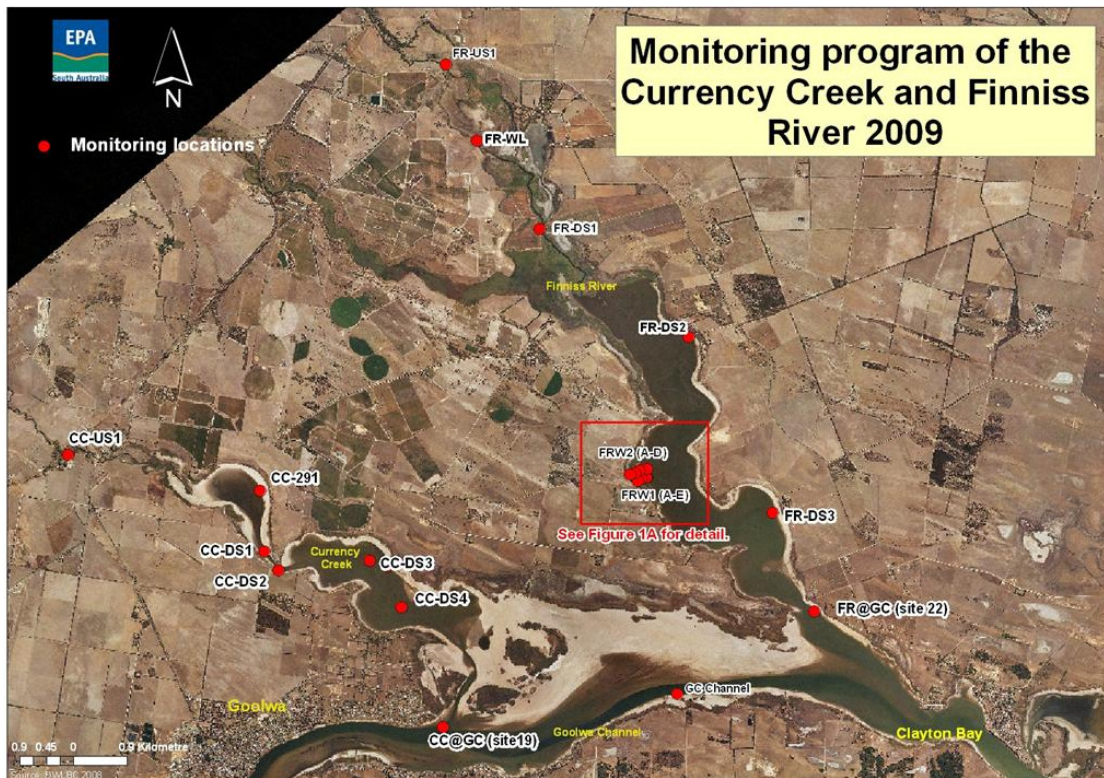 EPA
South Australia
N
Monitoring locations
Monitoring program of the
Currency Creek and Finniss
River 2009
FR-US1
FR-WL
FR-DS1
Finniss River
FR-DS2
CC-US1
CC-291
FRW2 (A-D)
FRW1 (A-E)
See Figure 1A for detail.
FR-DS3
CC-DS1
CC-DS2
Currency
Creek
CC-DS3
CC-DS4
FR@GC (site 22)
GC Channel
Goolwa
CC@GC (site19)
Goolwa Channel
Clayton Bay
0.9 0.45 0 0.9 Kilometre
Source: DWLBC 2008